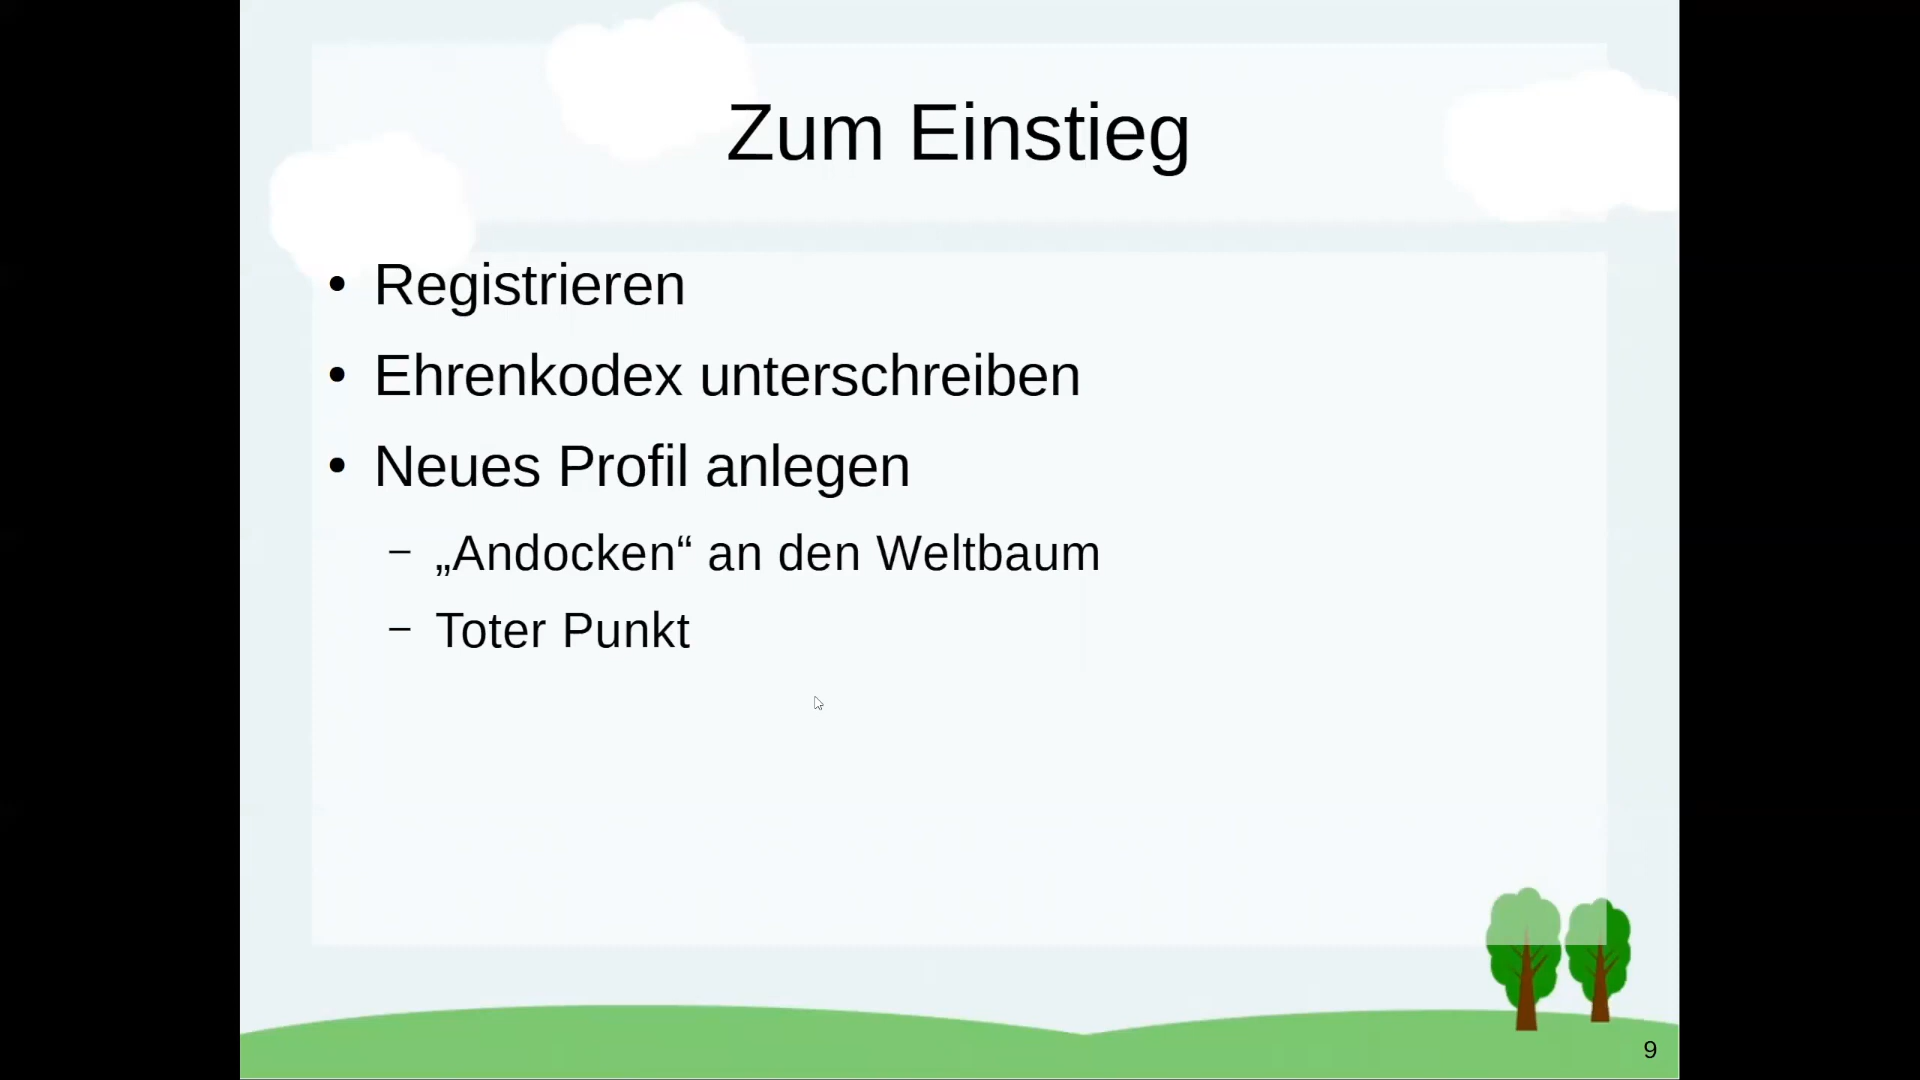 Zum Einstieg
• Registrieren
• Ehrenkodex unterschreiben
• Neues Profil anlegen
– „Andocken“ an den Weltbaum
– Toter Punkt
9